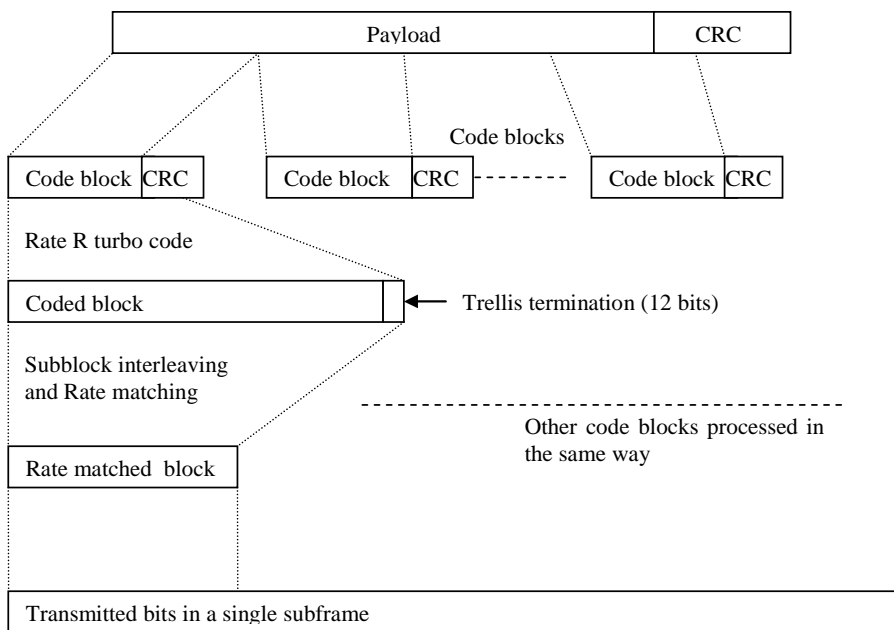 Payload CRC
Code blocks
Code block CRC Code block CRC Code block CRC
Rate R turbo code
Coded block
Trellis termination (12 bits)
Subblock interleaving
and Rate matching
Other code blocks processed in
the same way
Rate matched block
Transmitted bits in a single subframe